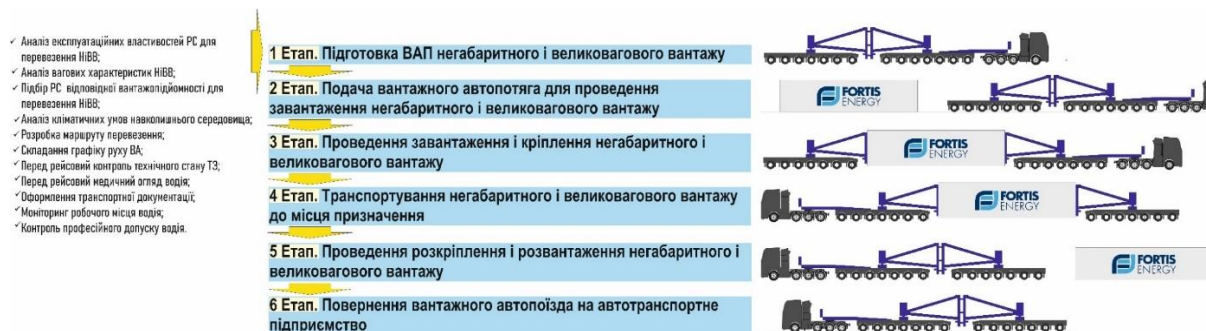 ✓ Аналіз експлуатаційних властивостей РС для
перевезення НіВВ;
✓ Аналіз вагових характеристик НіВВ;
✓ Підбір РС відповідної вантажопідйомності для
перевезення НіВВ;
✓ Аналіз кліматичних умов навколишнього середовища;
✓ Розробка маршруту перевезення;
✓ Складання графіку руху ВА;
✓ Перед рейсовий контроль технічного стану ТЗ;
✓ Перед рейсовий медичний огляд водія;
✓ Оформлення транспортної документації;
✓ Моніторинг робочого місця водія;
✓ Контроль професійного допуску водія.
1 Етап. Підготовка ВАП негабаритного і великовагового вантажу
2 Етап. Подача вантажного автопотяга для проведення
завантаження негабаритного і великовагового вантажу
FORTIS
ENERGY
3 Етап. Проведення завантаження і кріплення негабаритного і
великовагового вантажу
FORTIS
ENERGY
4 Етап. Транспортування негабаритного і великовагового вантажу
до місця призначення
FORTIS
ENERGY
5 Етап. Проведення розкріплення і розвантаження негабаритного і
великовагового вантажу
FORTIS
ENERGY
6 Етап. Повернення вантажного автопоїзда на автотранспортне
підприємство